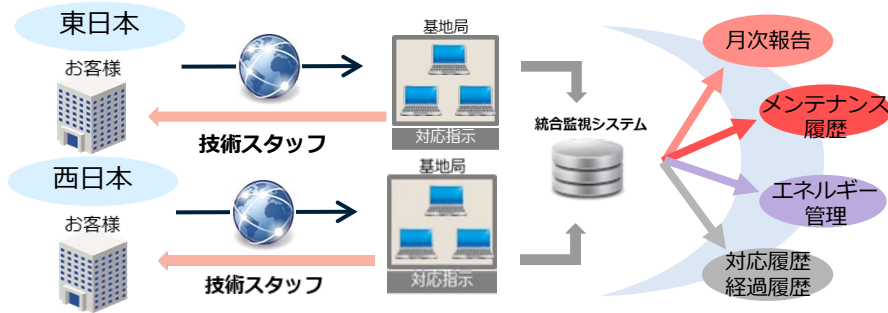 東日本
お客様
基地局
対応指示
技術スタッフ
西日本
お客様
基地局
対応指示
技術スタッフ
統合監視システム
月次報告
メンテナンス
履歴
エネルギー
管理
対応履歴
経過履歴